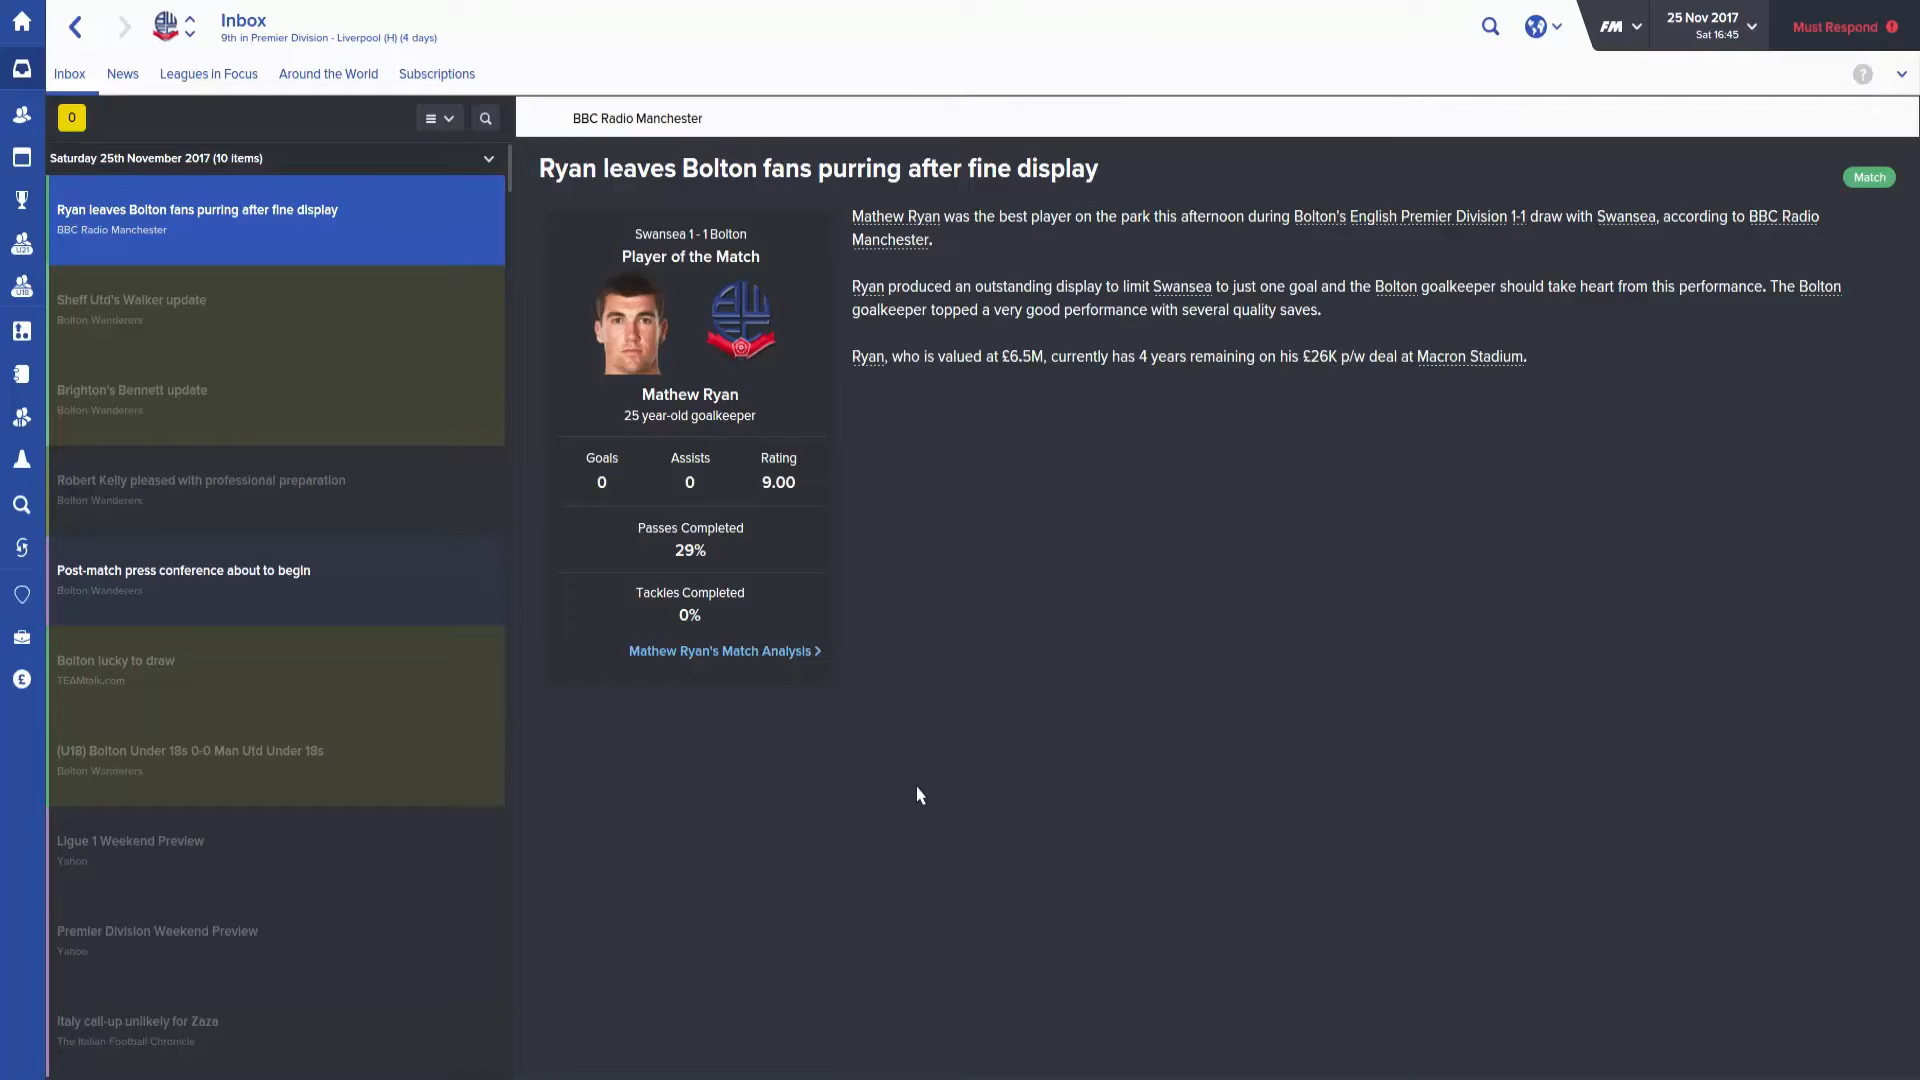 Inbox
9th in Premier Division - Liverpool (H) (4 days)
FM
25 Nov 2017
Sat 16:45
Must Respond
Inbox
News
Leagues in Focus
Around the World
Subscriptions
?
0
BBC Radio Manchester
Saturday 25th November 2017 (10 items)
Ryan leaves Bolton fans purring after fine display
BBC Radio Manchester
Sheff Utd's Walker update
Bolton Wanderers
Brighton's Bennett update
Bolton Wanderers
Robert Kelly pleased with professional preparation
Bolton Wanderers
Post-match press conference about to begin
Bolton Wanderers
Bolton lucky to draw
TEAMtalk.com
(U18) Bolton Under 18s 0-0 Man Utd Under 18s
Bolton Wanderers
Ligue 1 Weekend Preview
Yahoo
Premier Division Weekend Preview
Yahoo
Italy call-up unlikely for Zaza
The Italian Football Chronicle
U21
U18
£
Ryan leaves Bolton fans purring after fine display
Match
Swansea 1 - 1 Bolton
Player of the Match
Mathew Ryan
25 year-old goalkeeper
Goals
Assists
Rating
0
0
9.00
Passes Completed
29%
Tackles Completed
0%
Mathew Ryan's Match Analysis >
Mathew Ryan was the best player on the park this afternoon during Bolton's English Premier Division 1-1 draw with Swansea, according to BBC Radio
Manchester.
Ryan produced an outstanding display to limit Swansea to just one goal and the Bolton goalkeeper should take heart from this performance. The Bolton
goalkeeper topped a very good performance with several quality saves.
Ryan, who is valued at £6.5M, currently has 4 years remaining on his £26K p/w deal at Macron Stadium.